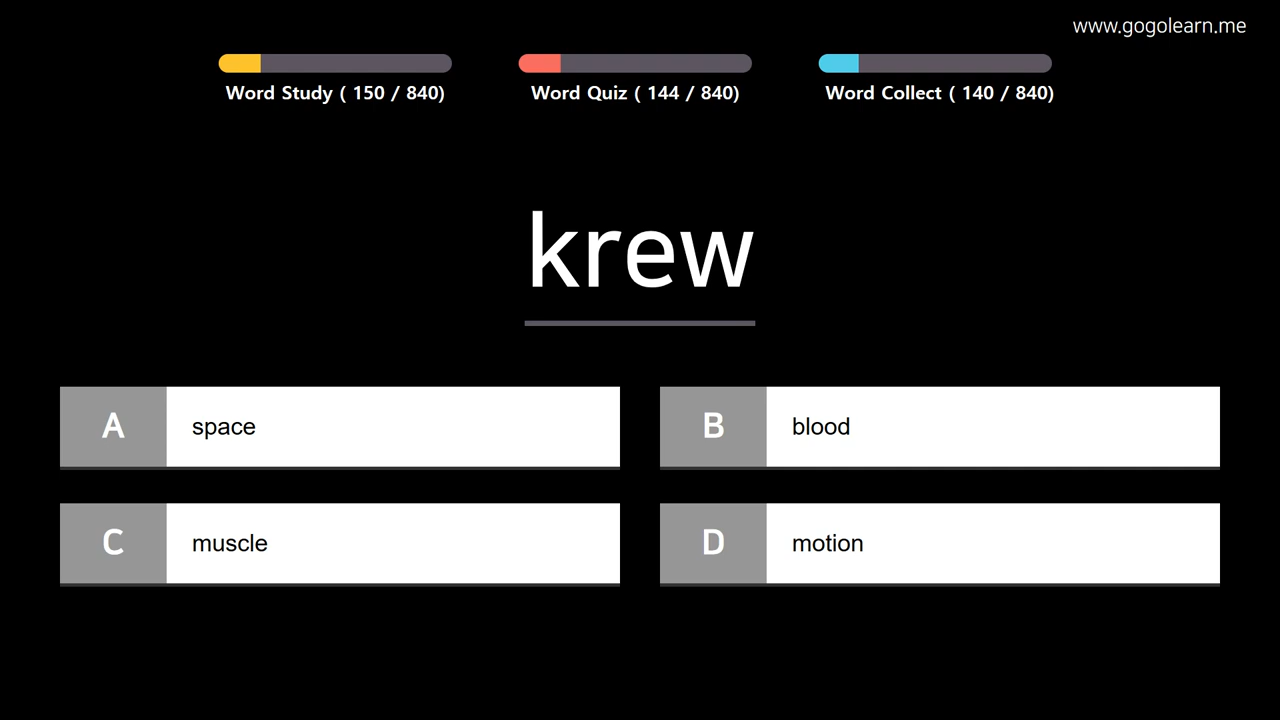 www.gogolearn.me
Word Study ( 150 / 840)
Word Quiz ( 144 / 840)
Word Collect ( 140 / 840)
krew
A space
B blood
C muscle
D motion